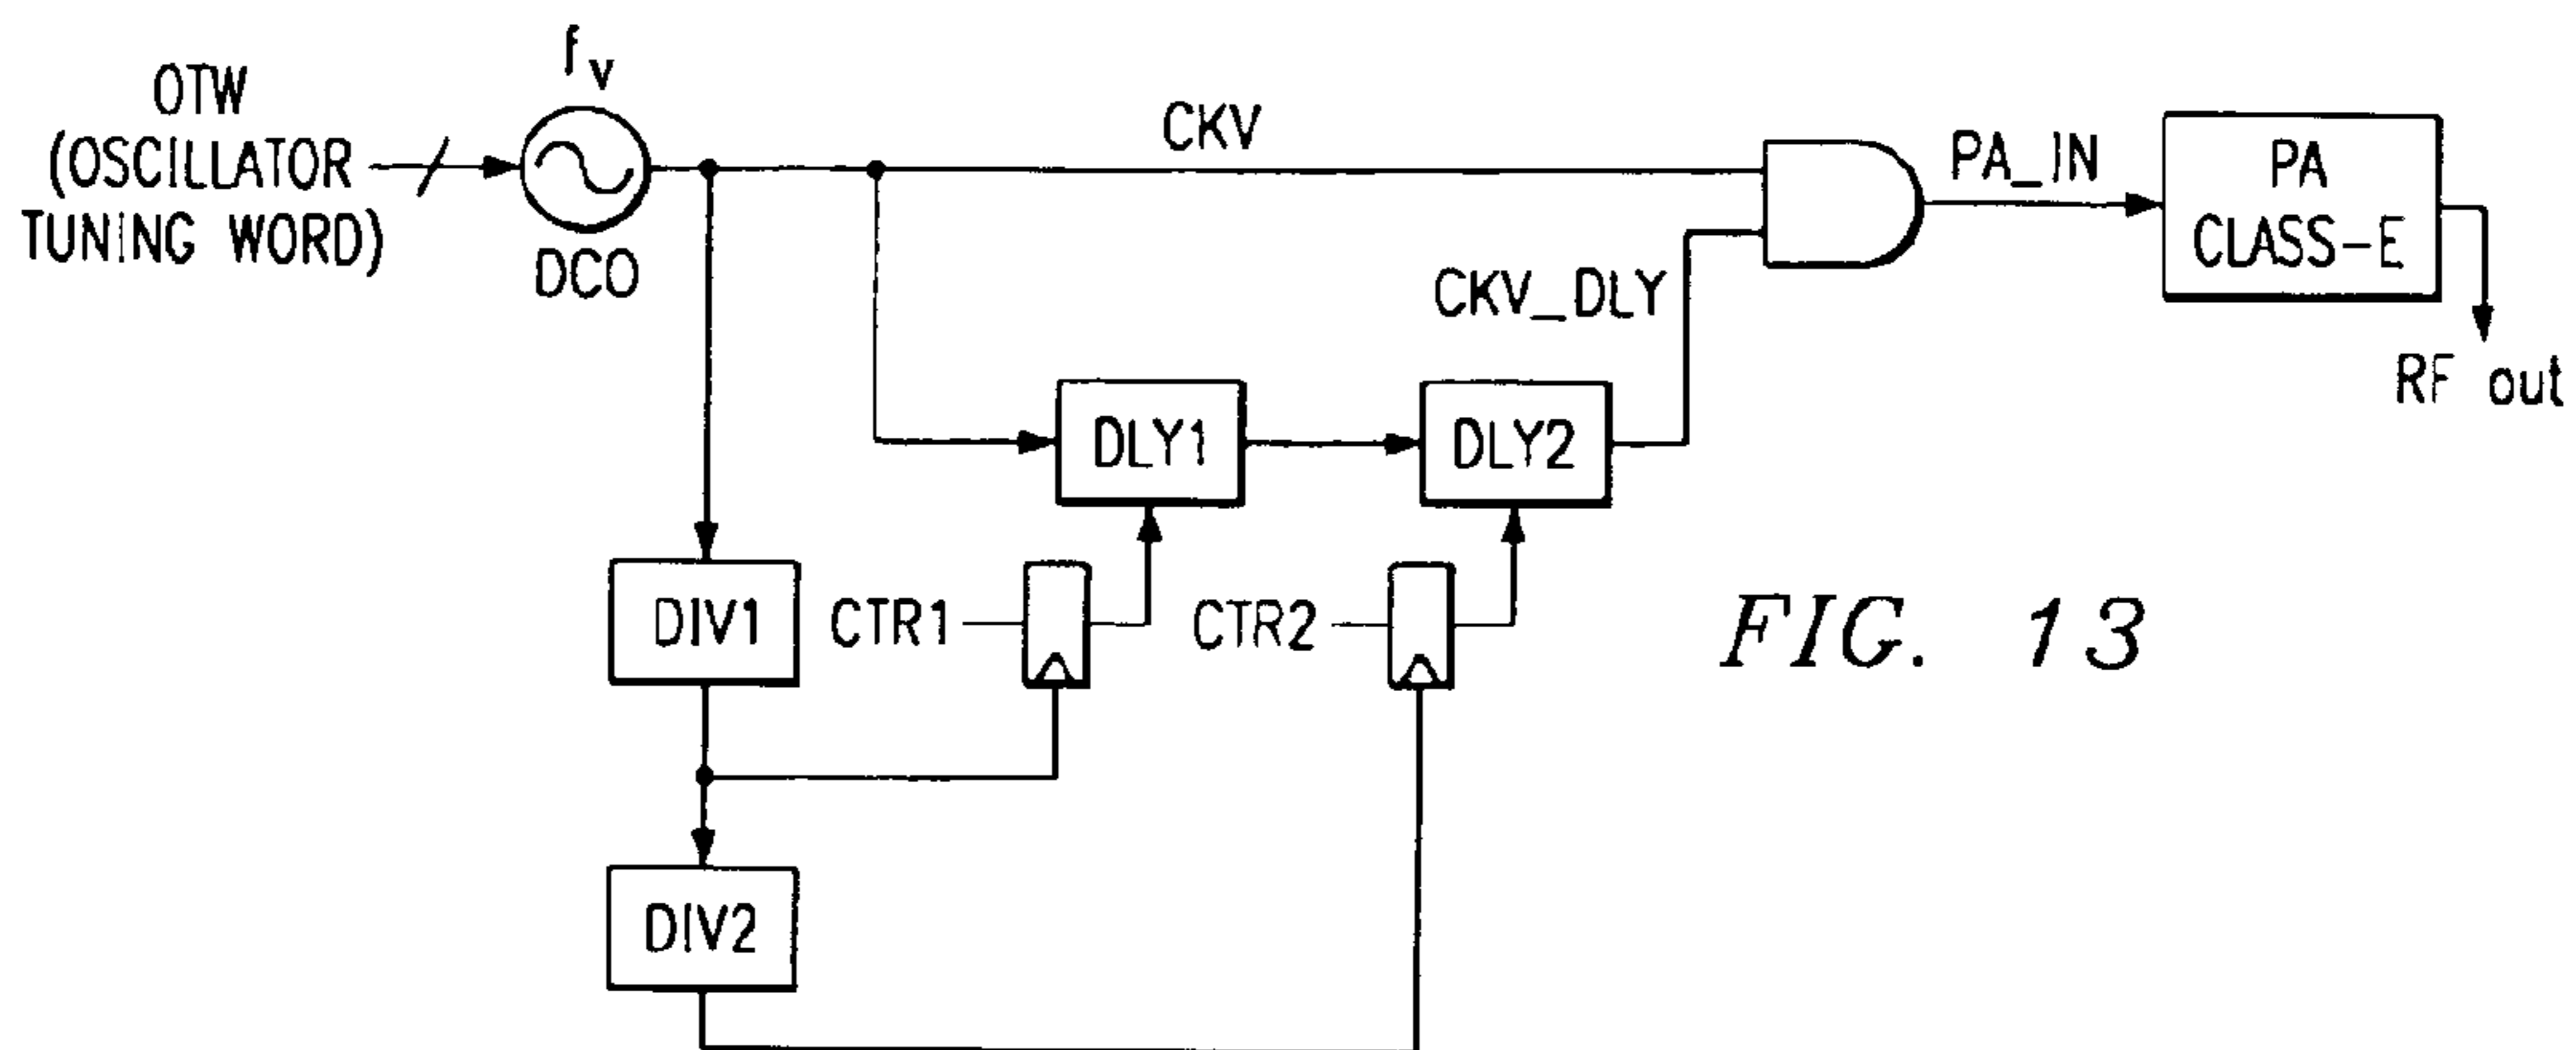 OTW
(OSCILLATOR
TUNING WORD)
fv
DCO
CKV
CKV_DLY
PA_IN
PA
CLASS-E
RF out
DLY1
DLY2
DIV1
CTR1
CTR2
DIV2
FIG. 13